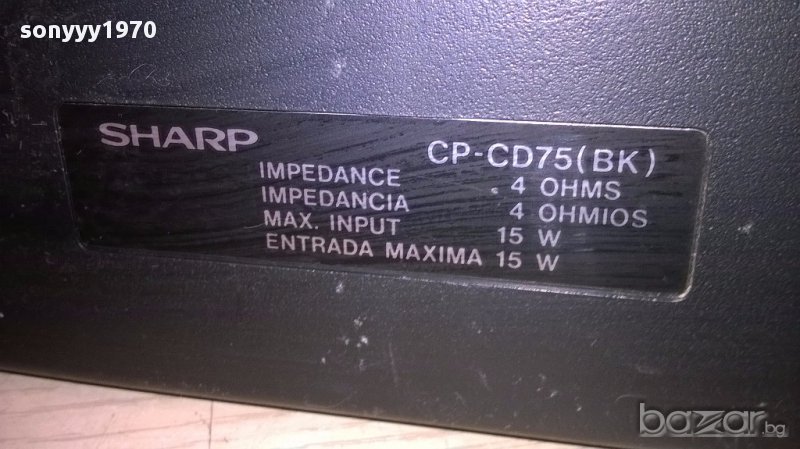 sonyyy1970
SHARP CP-CD75(BK)
IMPEDANCE 4 OHMS
IMPEDANCIA 4 OHMIOS
MAX. INPUT 15 W
ENTRADA MAXIMA 15 W
bazar.bg